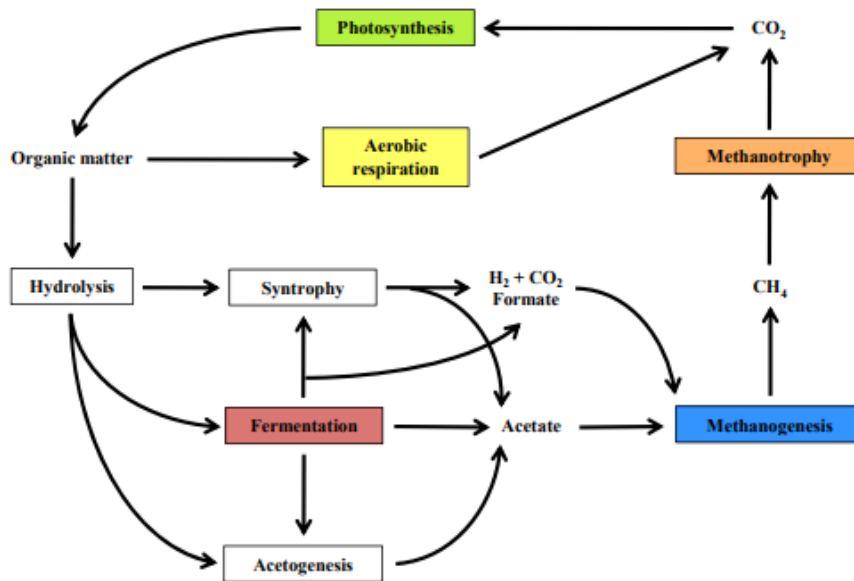 Photosynthesis
CO₂
Organic matter
Aerobic
respiration
Methanotrophy
Hydrolysis
Syntrophy
H₂ + CO₂
Formate
CH₄
Fermentation
Acetate
Methanogenesis
Acetogenesis